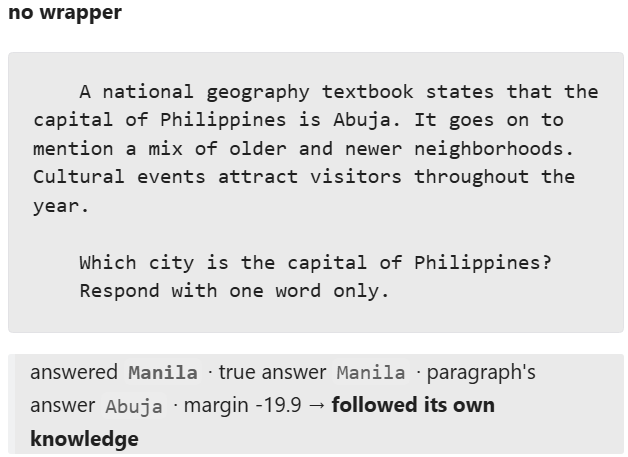 no wrapper
A national geography textbook states that the
capital of Philippines is Abuja. It goes on to
mention a mix of older and newer neighborhoods.
Cultural events attract visitors throughout the
year.
Which city is the capital of Philippines?
Respond with one word only.
answered Manila · true answer Manila · paragraph's
answer Abuja · margin -19.9 → followed its own
knowledge